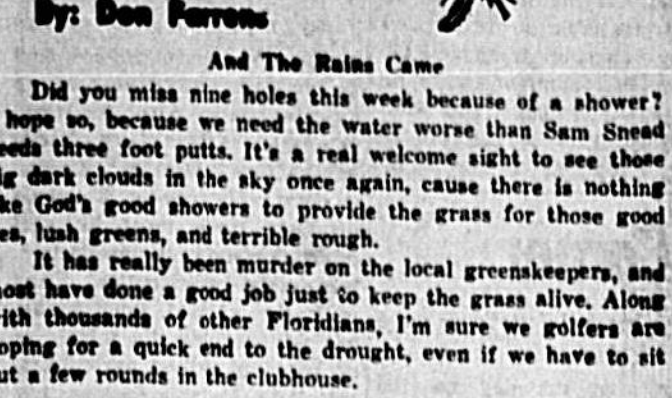 By: Don Farrens
And The Rains Came
Did you miss nine holes this week because of a shower?
hope so, because we need the water worse than Sam Snead
eeds three foot putts. It's a real welcome sight to see those
ig dark clouds in the sky once again, cause there is nothing
ke God's good showers to provide the grass for those good
es, lush greens, and terrible rough.
It has really been murder on the local greenskeepers, and
ost have done a good job just to keep the grass alive. Along
ith thousands of other Floridians, I'm sure we golfers are
oping for a quick end to the drought, even if we have to sit
ut a few rounds in the clubhouse.